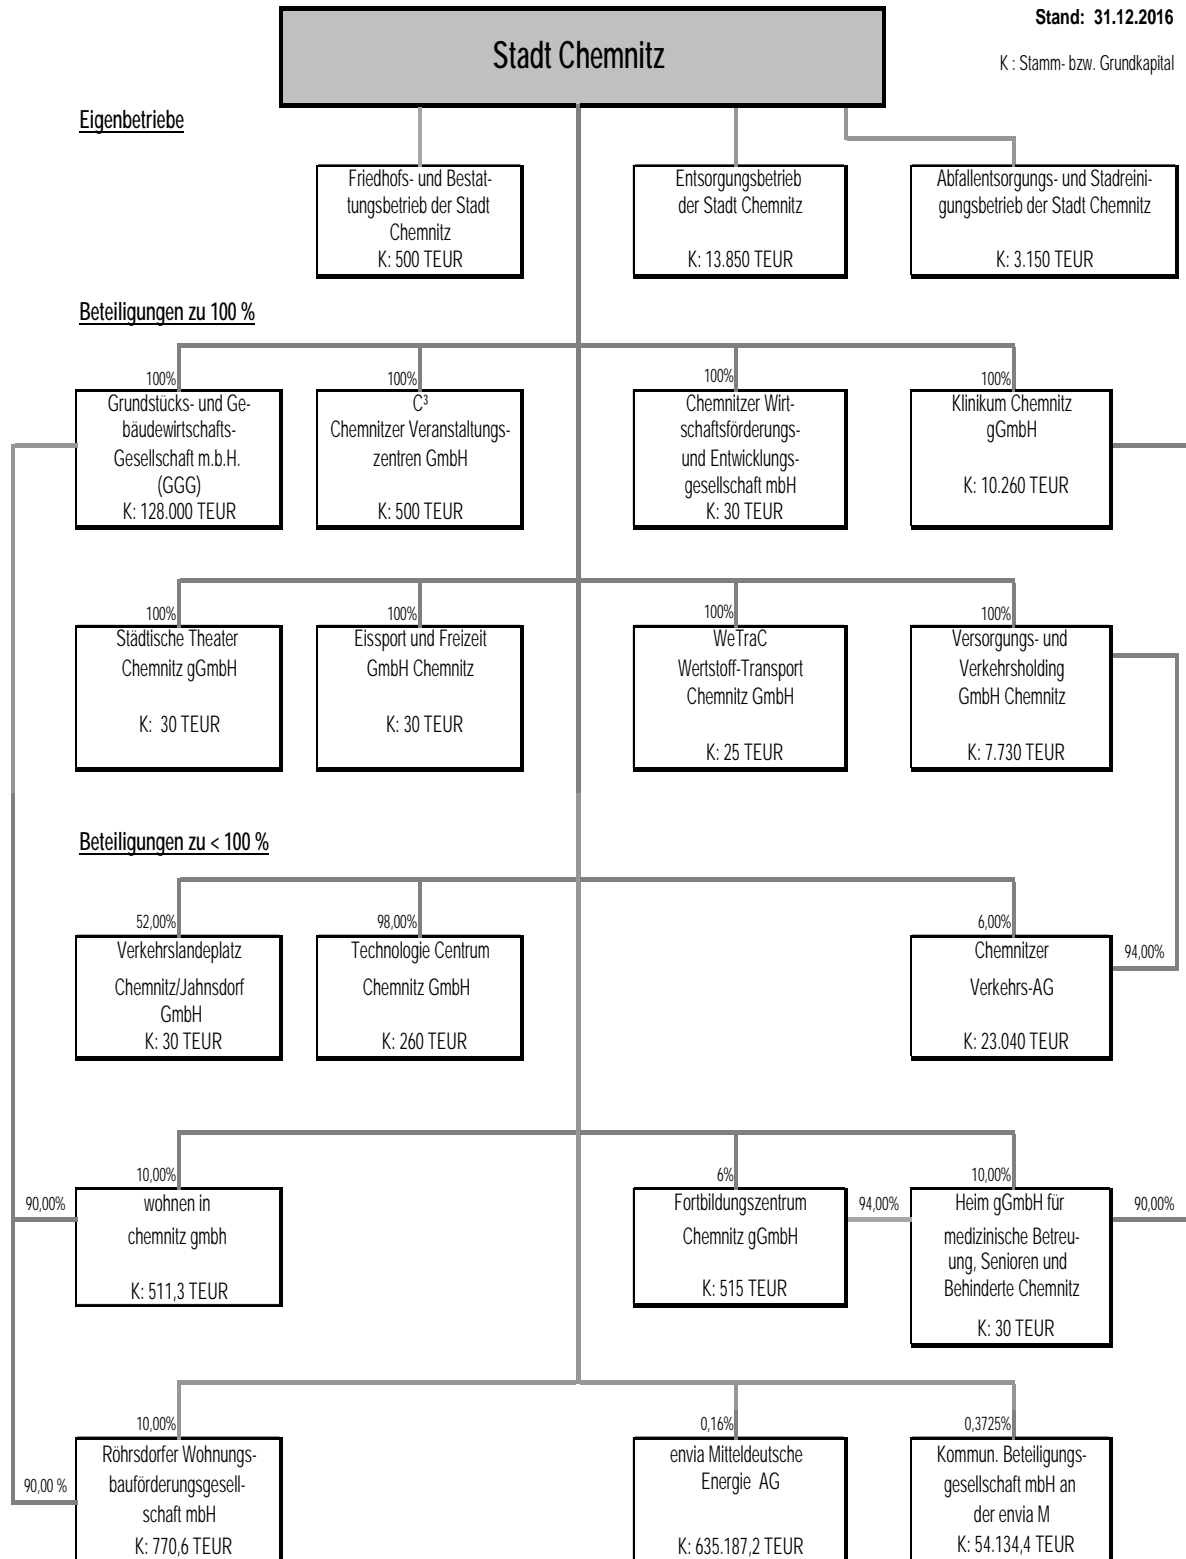 Stand: 31.12.2016
Stadt Chemnitz
K : Stamm- bzw. Grundkapital
Eigenbetriebe
Friedhofs- und Bestat-
tungsbetrieb der Stadt
Chemnitz
K: 500 TEUR
Entsorgungsbetrieb
der Stadt Chemnitz
K: 13.850 TEUR
Abfallentsorgungs- und Stadreini-
gungsbetrieb der Stadt Chemnitz
K: 3.150 TEUR
Beteiligungen zu 100 %
100%
Grundstücks- und Ge-
bäudewirtschafts-
Gesellschaft m.b.H.
(GGG)
K: 128.000 TEUR
100%
C³
Chemnitzer Veranstaltungs-
zentren GmbH
K: 500 TEUR
100%
Chemnitzer Wirt-
schaftsförderungs-
und Entwicklungs-
gesellschaft mbH
K: 30 TEUR
100%
Klinikum Chemnitz
gGmbH
K: 10.260 TEUR
100%
Städtische Theater
Chemnitz gGmbH
K: 30 TEUR
100%
Eissport und Freizeit
GmbH Chemnitz
K: 30 TEUR
100%
WeTraC
Wertstoff-Transport
Chemnitz GmbH
K: 25 TEUR
100%
Versorgungs- und
Verkehrsholding
GmbH Chemnitz
K: 7.730 TEUR
Beteiligungen zu < 100 %
52,00%
Verkehrslandeplatz
Chemnitz/Jahnsdorf
GmbH
K: 30 TEUR
98,00%
Technologie Centrum
Chemnitz GmbH
K: 260 TEUR
6,00%
Chemnitzer
Verkehrs-AG
K: 23.040 TEUR
94,00%
90,00%
10,00%
wohnen in
chemnitz gmbh
K: 511,3 TEUR
6%
Fortbildungszentrum
Chemnitz gGmbH
K: 515 TEUR
94,00%
10,00%
Heim gGmbH für
medizinische Betreu-
ung, Senioren und
Behinderte Chemnitz
K: 30 TEUR
90,00%
90,00 %
10,00%
Röhrsdorfer Wohnungs-
bauförderungsgesell-
schaft mbH
K: 770,6 TEUR
0,16%
envia Mitteldeutsche
Energie AG
K: 635.187,2 TEUR
0,3725%
Kommun. Beteiligungs-
gesellschaft mbH an
der envia M
K: 54.134,4 TEUR